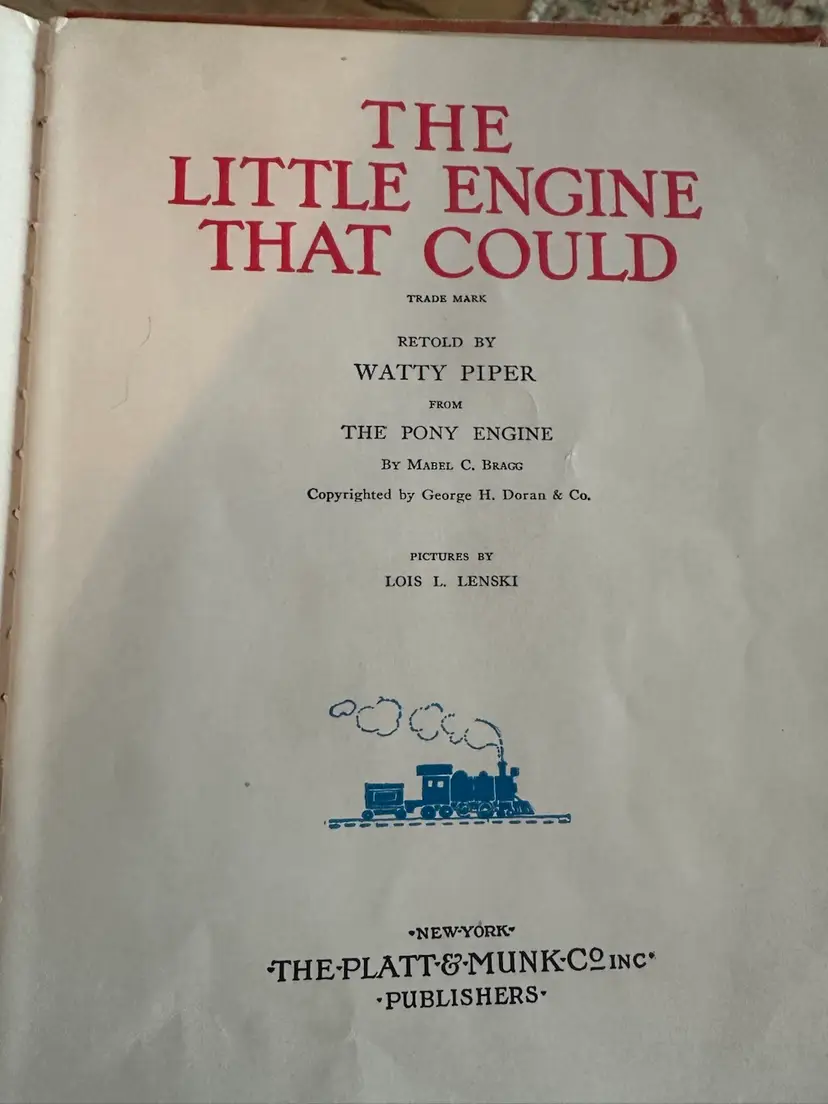 THE
LITTLE ENGINE
THAT COULD
TRADE MARK
RETOLD BY
WATTY PIPER
FROM
THE PONY ENGINE
BY MABEL C. BRAGG
Copyrighted by George H. Doran & Co.
PICTURES BY
LOIS L. LENSKI
•NEW•YORK•
•THE•PLATT•&•MUNK•Co INC•
•PUBLISHERS•